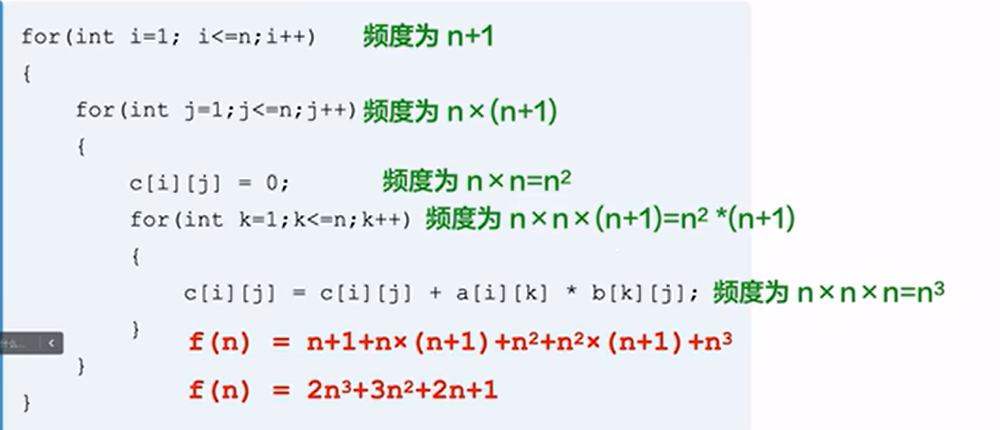 for(int i=1; i<=n;i++) 频度为 n+1
{
for(int j=1;j<=n;j++) 频度为 n×(n+1)
{
c[i][j] = 0; 频度为 n×n=n²
for(int k=1;k<=n;k++) 频度为 n×n×(n+1)=n² *(n+1)
{
c[i][j] = c[i][j] + a[i][k] * b[k][j]; 频度为 n×n×n=n³
}
f(n) = n+1+n×(n+1)+n²+n²×(n+1)+n³
什么... <
}
f(n) = 2n³+3n²+2n+1
}